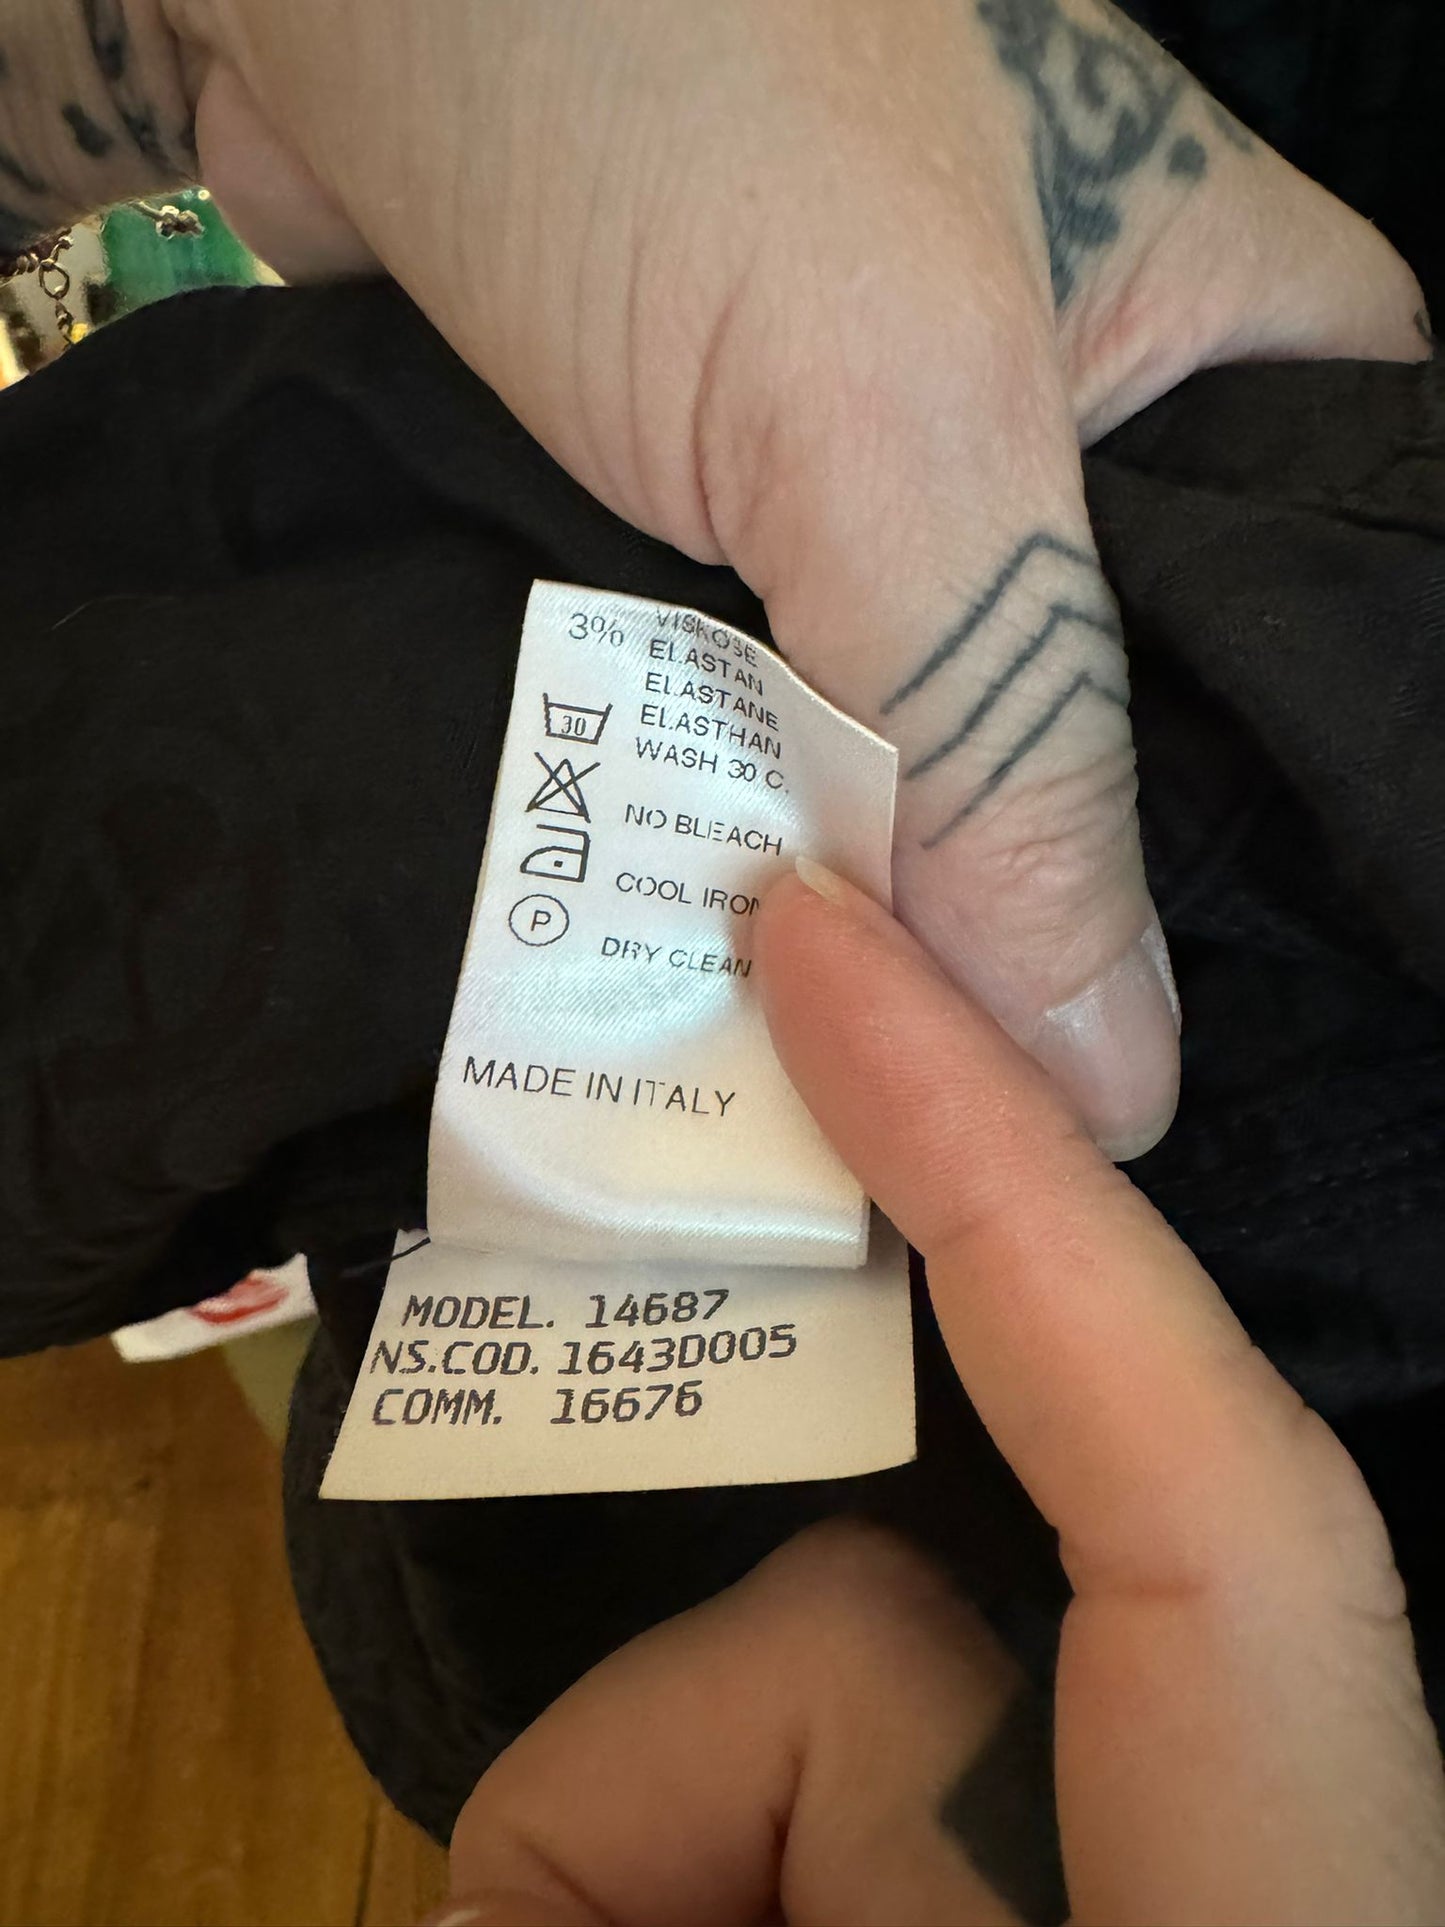 VISKOSE
3% ELASTAN
ELASTANE
ELASTHAN
30 WASH 30 C.
NO BLEACH
COOL IRON
P DRY CLEAN
MADE IN ITALY
MODEL. 14687
NS.COD. 1643D005
COMM. 16676